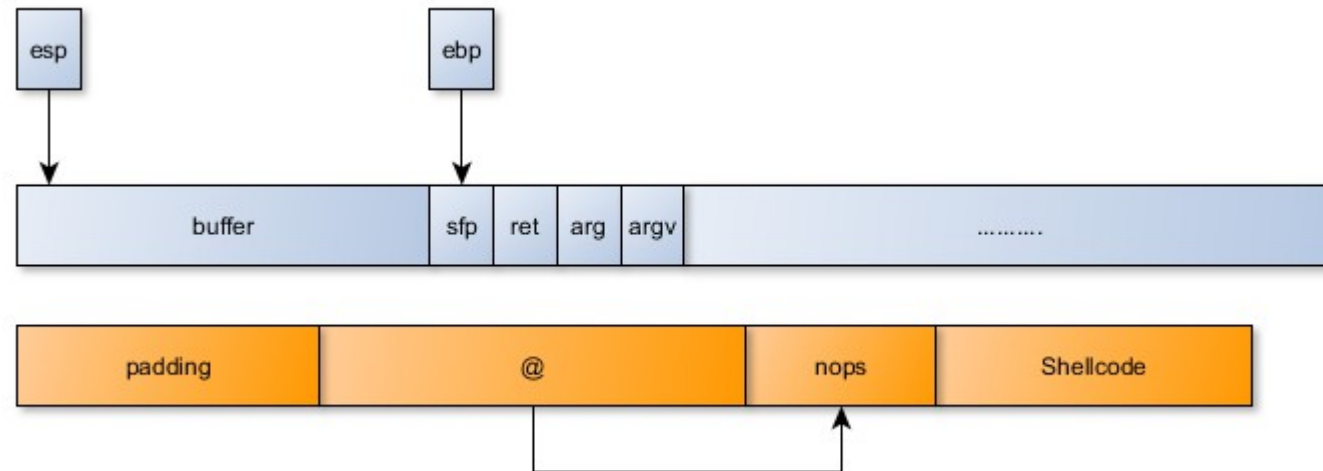 esp ebp
buffer sfp ret arg argv ..........
padding @ nops Shellcode